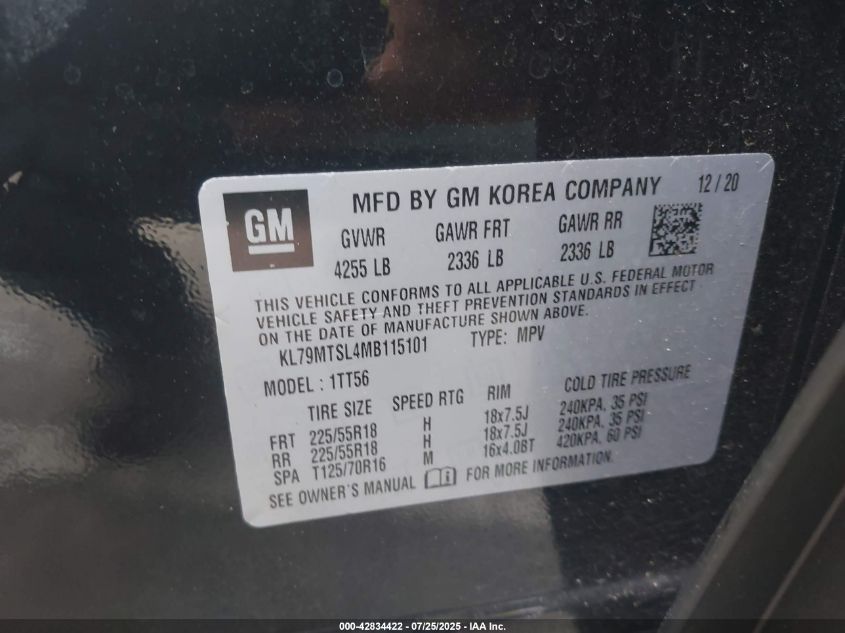 GM
MFD BY GM KOREA COMPANY 12/20
GVWR GAWR FRT GAWR RR
4255 LB 2336 LB 2336 LB
THIS VEHICLE CONFORMS TO ALL APPLICABLE U.S. FEDERAL MOTOR
VEHICLE SAFETY AND THEFT PREVENTION STANDARDS IN EFFECT
ON THE DATE OF MANUFACTURE SHOWN ABOVE.
KL79MTSL4MB115101 TYPE: MPV
MODEL : 1TT56
TIRE SIZE SPEED RTG RIM COLD TIRE PRESSURE
FRT 225/55R18 H 18x7.5J 240KPA, 35 PSI
RR 225/55R18 H 18x7.5J 240KPA, 35 PSI
SPA T125/70R16 M 16x4.0BT 420KPA, 60 PSI
SEE OWNER'S MANUAL FOR MORE INFORMATION.
000-42834422 - 07/25/2025 - IAA Inc.